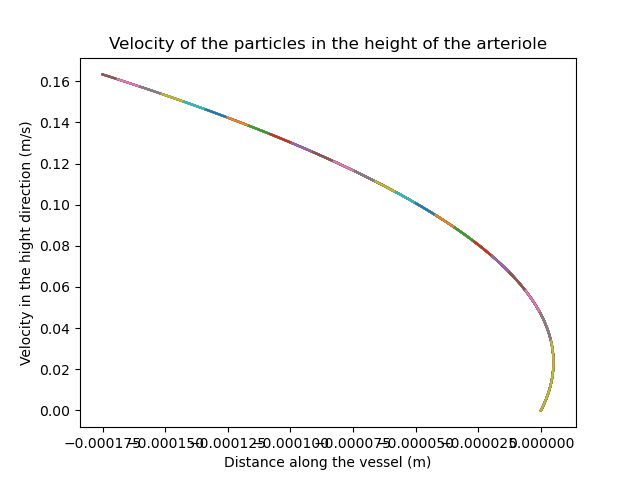 Velocity of the particles in the height of the arteriole
Velocity in the hight direction (m/s)
0.16
0.14
0.12
0.10
0.08
0.06
0.04
0.02
0.00
−0.000175 −0.000150 −0.000125 −0.000100 −0.000075 −0.000050 −0.000025 0.000000
Distance along the vessel (m)